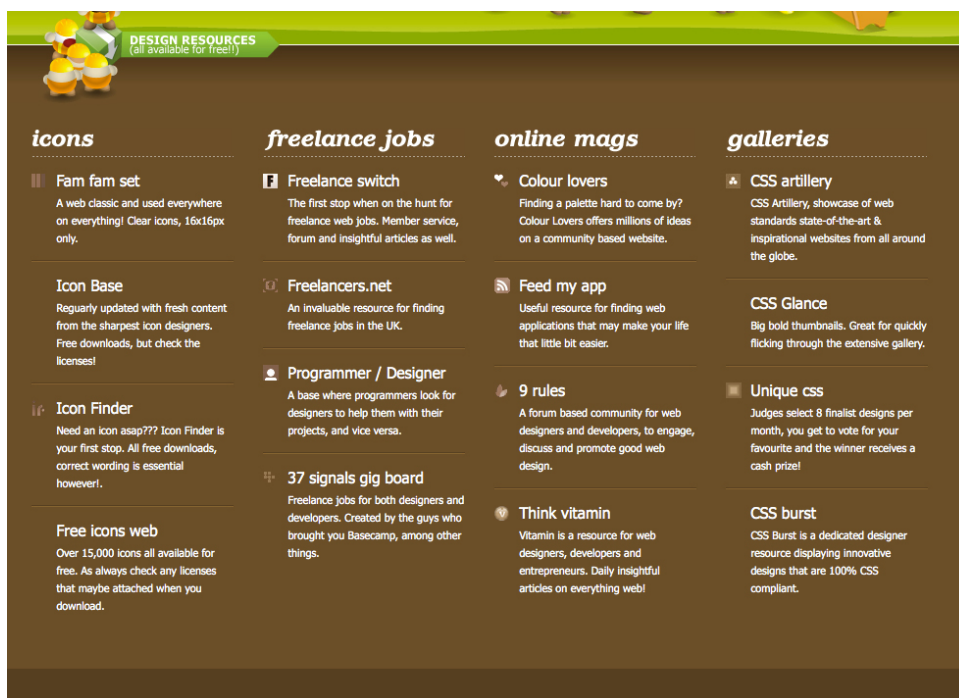 DESIGN RESOURCES
(all available for free!!)
icons
Fam fam set
A web classic and used everywhere
on everything! Clear icons, 16x16px
only.
Icon Base
Reguarly updated with fresh content
from the sharpest icon designers.
Free downloads, but check the
licenses!
Icon Finder
Need an icon asap??? Icon Finder is
your first stop. All free downloads,
correct wording is essential
however!.
Free icons web
Over 15,000 icons all available for
free. As always check any licenses
that maybe attached when you
download.
freelance jobs
F
Freelance switch
The first stop when on the hunt for
freelance web jobs. Member service,
forum and insightful articles as well.
Freelancers.net
An invaluable resource for finding
freelance jobs in the UK.
Programmer / Designer
A base where programmers look for
designers to help them with their
projects, and vice versa.
37 signals gig board
Freelance jobs for both designers and
developers. Created by the guys who
brought you Basecamp, among other
things.
online mags
Colour lovers
Finding a palette hard to come by?
Colour Lovers offers millions of ideas
on a community based website.
Feed my app
Useful resource for finding web
applications that may make your life
that little bit easier.
9 rules
A forum based community for web
designers and developers, to engage,
discuss and promote good web
design.
Think vitamin
Vitamin is a resource for web
designers, developers and
entrepreneurs. Daily insightful
articles on everything web!
galleries
CSS artillery
CSS Artillery, showcase of web
standards state-of-the-art &
inspirational websites from all around
the globe.
CSS Glance
Big bold thumbnails. Great for quickly
flicking through the extensive gallery.
Unique css
Judges select 8 finalist designs per
month, you get to vote for your
favourite and the winner receives a
cash prize!
CSS burst
CSS Burst is a dedicated designer
resource displaying innovative
designs that are 100% CSS
compliant.